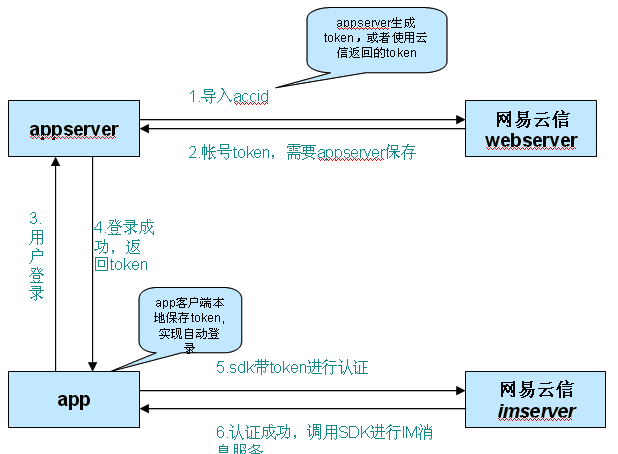 appserver生成
token，或者使用云
信返回的token
1.导入accid
appserver
网易云信
webserver
2.帐号token，需要appserver保存
3.
用
户
登
录
4.登录成
功，返
回token
app客户端本
地保存token,
实现自动登
录
5.sdk带token进行认证
app
网易云信
imserver
6.认证成功，调用SDK进行IM消
息服务